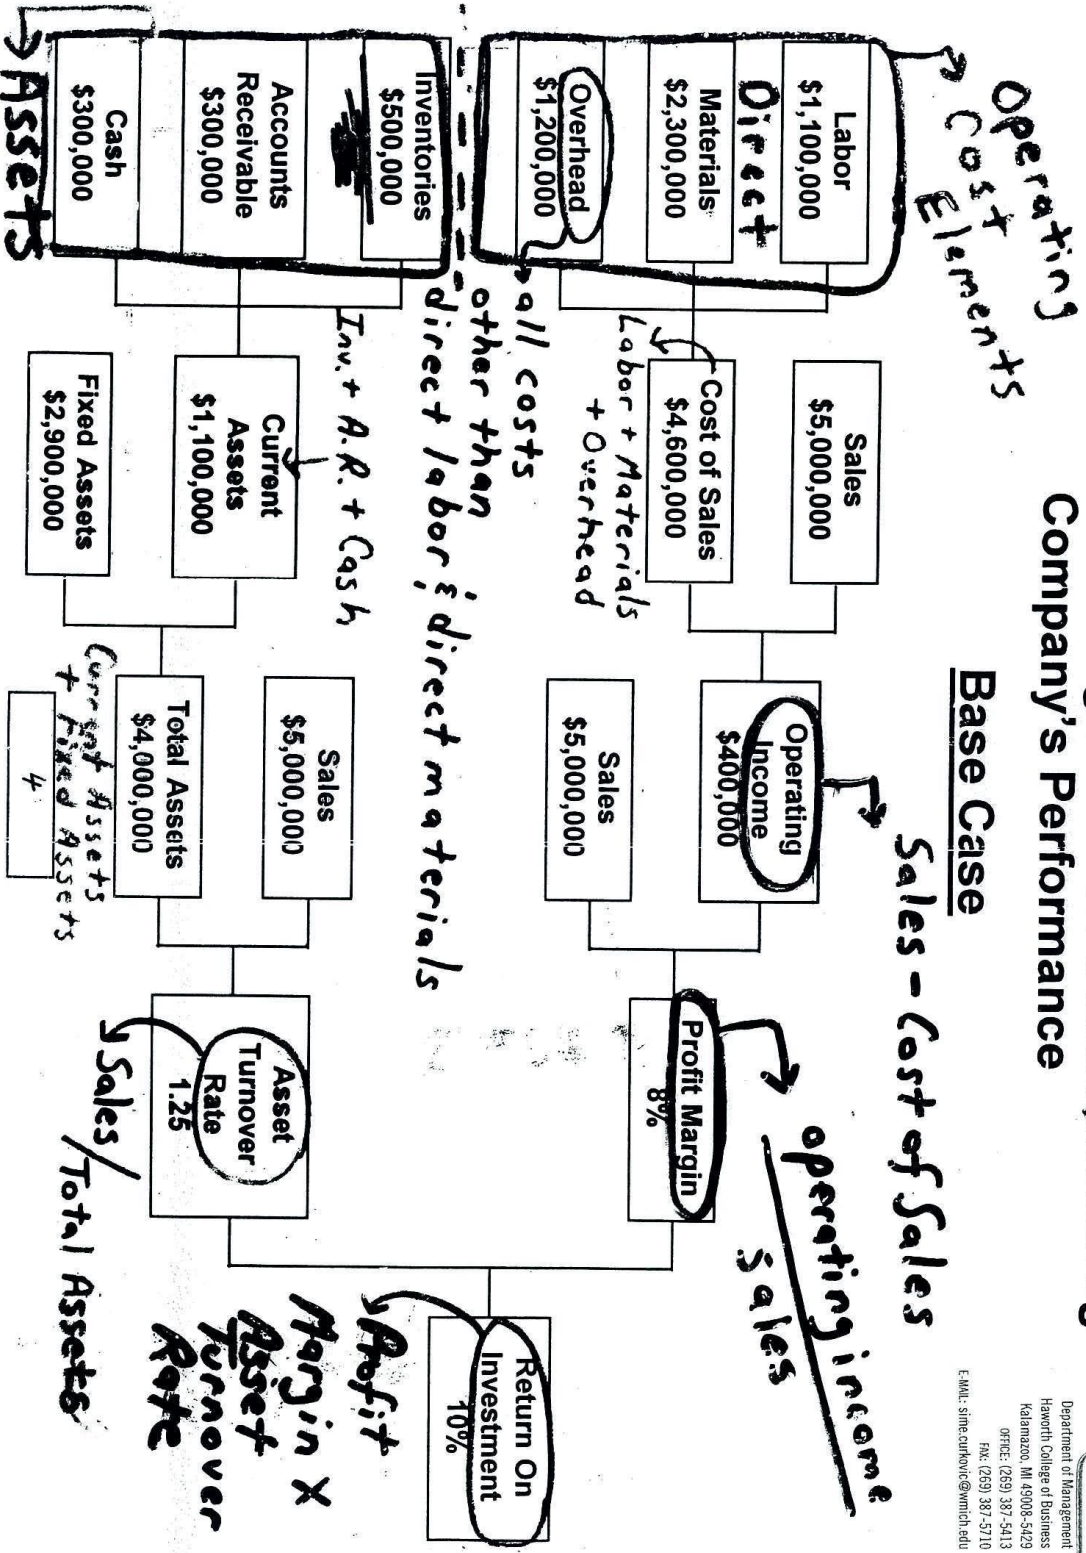 Department of Management
Haworth College of Business
Kalamazoo, MI 49008-5429
OFFICE: (269) 387-5413
FAX: (269) 387-5710
E-MAIL: sime.curkovic@wmich.edu
Company's Performance
Base Case
Operating
Cost
Elements
Labor
$1,100,000
Direct
Materials
$2,300,000
Overhead
$1,200,000
all costs
other than
direct labor & direct materials
Inventories
$500,000
Accounts
Receivable
$300,000
Cash
$300,000
Assets
Sales
$5,000,000
Cost of Sales
$4,600,000
Labor + Materials
+ Overhead
Inv. + A.R. + Cash
Current
Assets
$1,100,000
Fixed Assets
$2,900,000
Sales - Cost of Sales
Operating
Income
$400,000
Sales
$5,000,000
Sales
$5,000,000
Total Assets
$4,000,000
Current Assets
+ Fixed Assets
4
operating income
sales
Profit Margin
8%
Asset
Turnover
Rate
1.25
Sales/Total Assets
Return On
Investment
10%
Profit
Margin X
Asset
Turnover
Rate